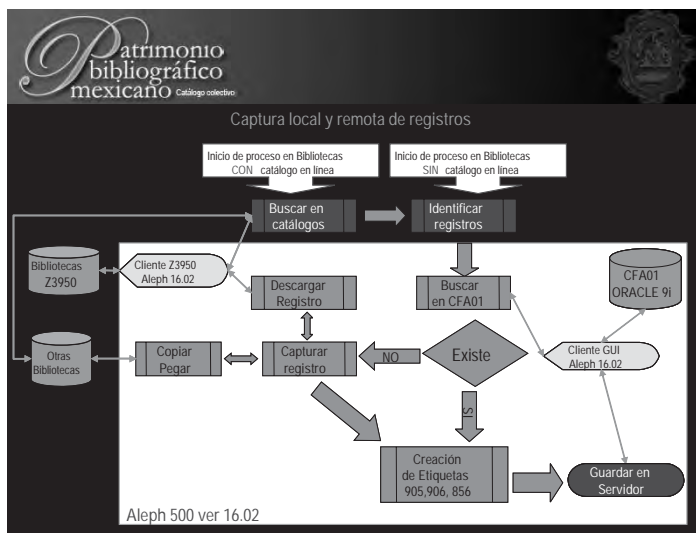 Patrimonio
bibliográfico
mexicano Catálogo colectivo
Captura local y remota de registros
Inicio de proceso en Bibliotecas
CON catálogo en línea
Inicio de proceso en Bibliotecas
SIN catálogo en línea
Buscar en
catálogos
Identificar
registros
Bibliotecas
Z3950
Cliente Z3950
Aleph 16.02
Descargar
Registro
Buscar
en CFA01
CFA01
ORACLE 9i
Otras
Bibliotecas
Copiar
Pegar
Capturar
registro
NO
Existe
Cliente GUI
Aleph 16.02
SI
Creación
de Etiquetas
905,906, 856
Guardar en
Servidor
Aleph 500 ver 16.02